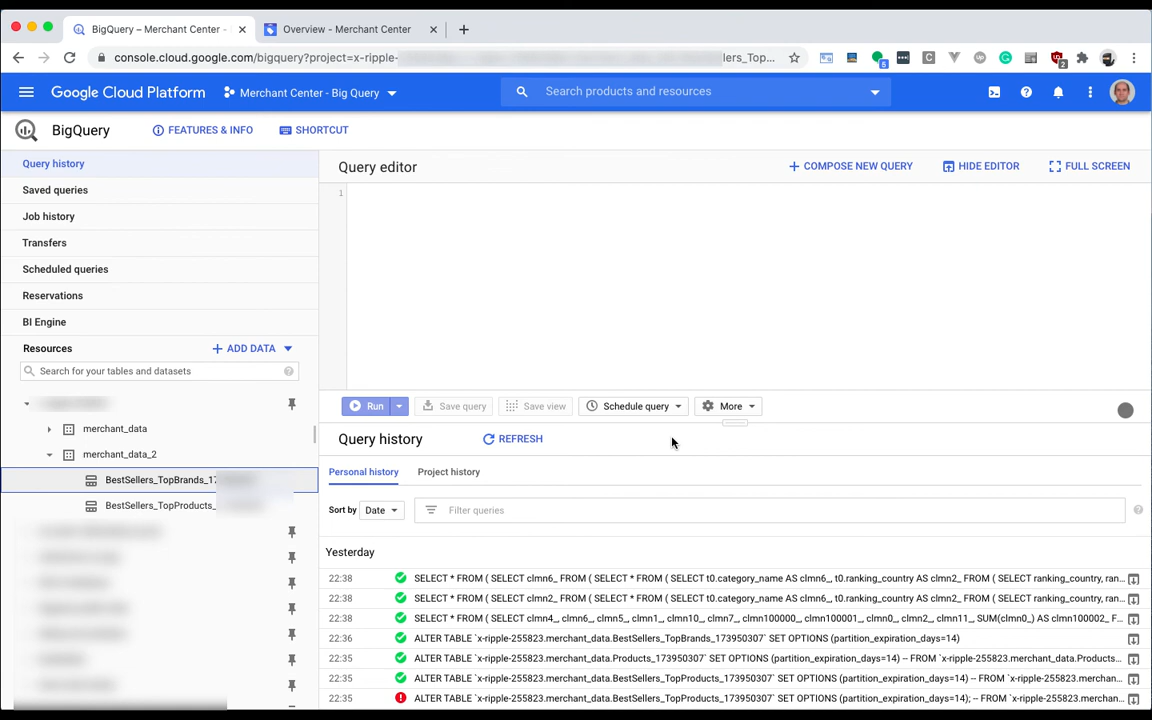 BigQuery – Merchant Center -
Overview - Merchant Center
console.cloud.google.com/bigquery?project=x-ripple- lers_Top...
5
C
up
G
2
Google Cloud Platform
Merchant Center - Big Query
Search products and resources
BigQuery
FEATURES & INFO
SHORTCUT
Query history
Saved queries
Job history
Transfers
Scheduled queries
Reservations
BI Engine
Resources
ADD DATA
Search for your tables and datasets
merchant_data
merchant_data_2
BestSellers_TopBrands_17
BestSellers_TopProducts_
Query editor
COMPOSE NEW QUERY
HIDE EDITOR
FULL SCREEN
1
Run
Save query
Save view
Schedule query
More
Query history
REFRESH
Personal history
Project history
Sort by
Date
Filter queries
Yesterday
22:38 SELECT * FROM ( SELECT clmn6_ FROM ( SELECT * FROM ( SELECT t0.category_name AS clmn6_, t0.ranking_country AS clmn2_ FROM ( SELECT ranking_country, ran...
22:38 SELECT * FROM ( SELECT clmn2_ FROM ( SELECT * FROM ( SELECT t0.category_name AS clmn6_, t0.ranking_country AS clmn2_ FROM ( SELECT ranking_country, ran...
22:38 SELECT * FROM ( SELECT clmn4_, clmn6_, clmn5_, clmn1_, clmn10_, clmn7_, clmn100000_, clmn100001_, clmn0_, clmn2_, clmn11_, SUM(clmn0_) AS clmn100002_ F...
22:36 ALTER TABLE `x-ripple-255823.merchant_data.BestSellers_TopBrands_173950307` SET OPTIONS (partition_expiration_days=14)
22:35 ALTER TABLE `x-ripple-255823.merchant_data.Products_173950307` SET OPTIONS (partition_expiration_days=14) -- FROM `x-ripple-255823.merchant_data.Products...
22:35 ALTER TABLE `x-ripple-255823.merchant_data.BestSellers_TopProducts_173950307` SET OPTIONS (partition_expiration_days=14) -- FROM `x-ripple-255823.merchan...
22:35 ALTER TABLE `x-ripple-255823.merchant_data.BestSellers_TopProducts_173950307` SET OPTIONS (partition_expiration_days=14); -- FROM `x-ripple-255823.merchan...